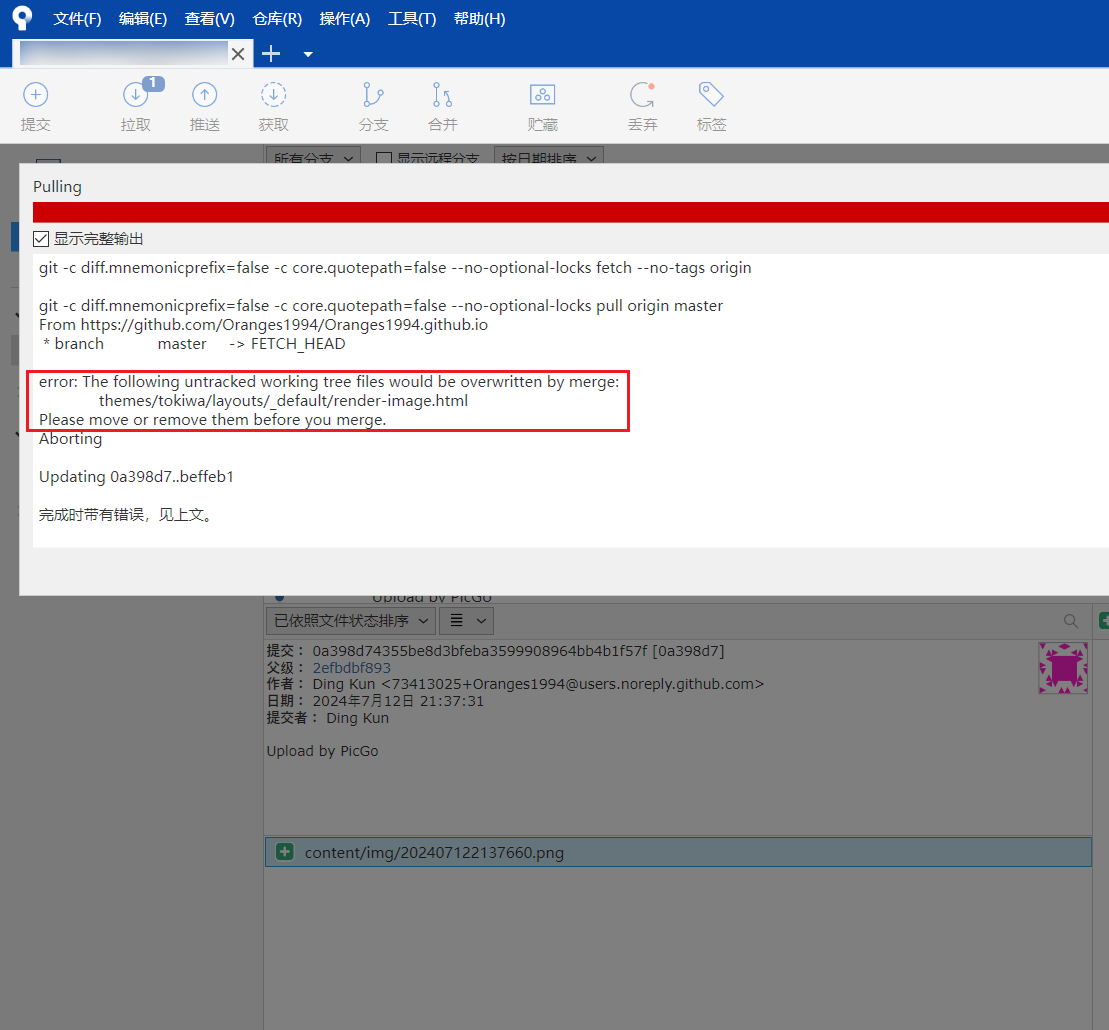 文件(F) 编辑(E) 查看(V) 仓库(R) 操作(A) 工具(T) 帮助(H)
1
提交 拉取 推送 获取 分支 合并 贮藏 丢弃 标签
所有分支 显示远程分支 按日期排序
Pulling
显示完整输出
git -c diff.mnemonicprefix=false -c core.quotepath=false --no-optional-locks fetch --no-tags origin
git -c diff.mnemonicprefix=false -c core.quotepath=false --no-optional-locks pull origin master
From https://github.com/Oranges1994/Oranges1994.github.io
* branch master -> FETCH_HEAD
error: The following untracked working tree files would be overwritten by merge:
themes/tokiwa/layouts/_default/render-image.html
Please move or remove them before you merge.
Aborting
Updating 0a398d7..beffeb1
完成时带有错误，见上文。
Upload by PicGo
已依照文件状态排序
提交： 0a398d74355be8d3bfeba3599908964bb4b1f57f [0a398d7]
父级： 2efbdbf893
作者： Ding Kun <73413025+Oranges1994@users.noreply.github.com>
日期： 2024年7月12日 21:37:31
提交者： Ding Kun
Upload by PicGo
content/img/202407122137660.png